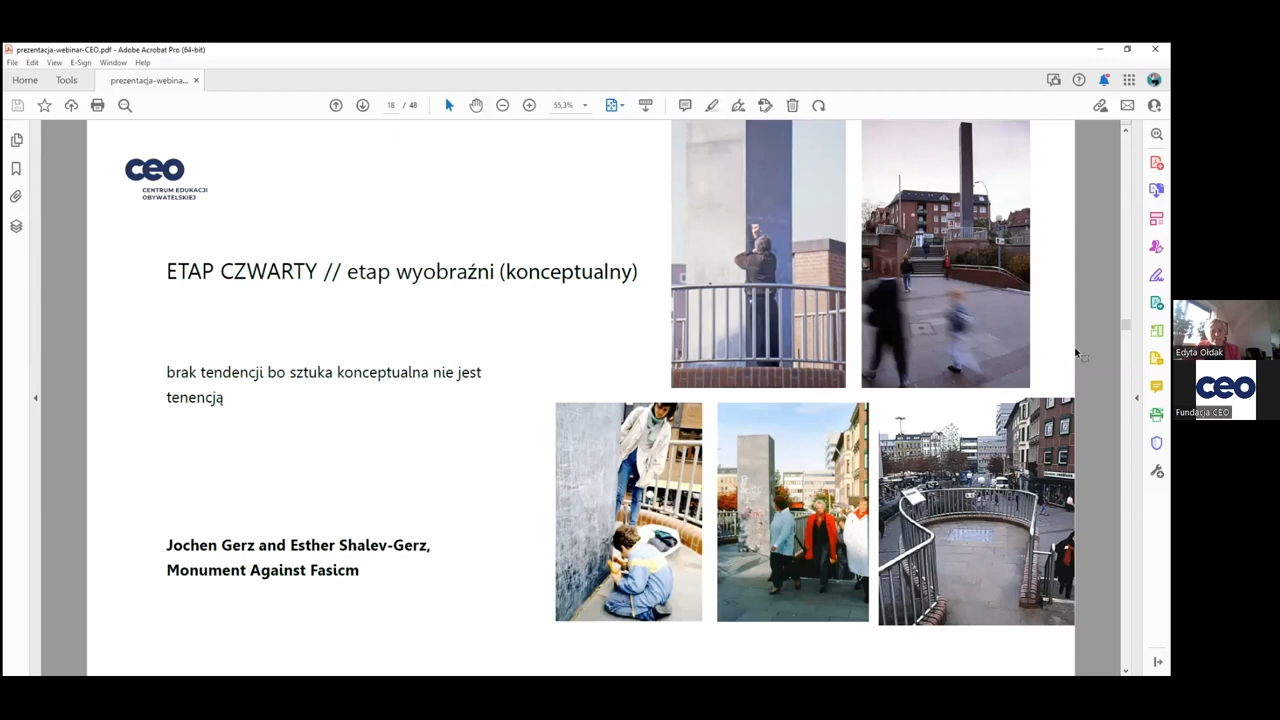 prezentacja-webinar-CEO.pdf - Adobe Acrobat Pro (64-bit)
File Edit View E-Sign Window Help
Home Tools prezentacja-webina... ×
18 / 48 55,3%
ceo
CENTRUM EDUKACJI
OBYWATELSKIEJ
ETAP CZWARTY // etap wyobraźni (konceptualny)
brak tendencji bo sztuka konceptualna nie jest
tenencją
Jochen Gerz and Esther Shalev-Gerz,
Monument Against Fasicm
Edyta Ołdak
ceo
Fundacja CEO